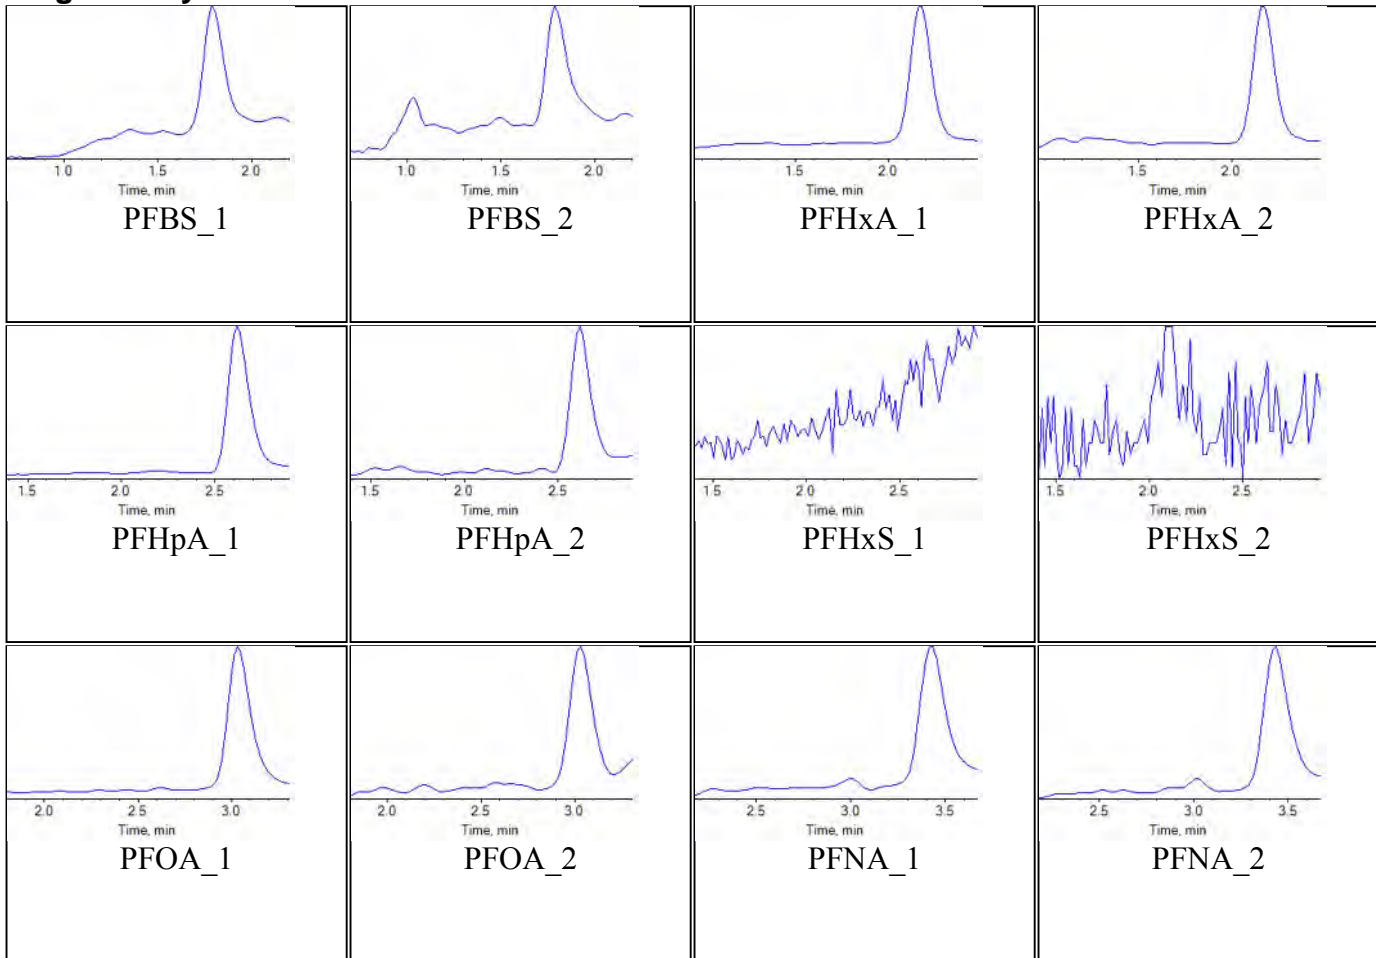 1.0 1.5 2.0 1.0 1.5 2.0 1.5 2.0 1.5 2.0
Time, min Time, min Time, min Time, min
PFBS_1 PFBS_2 PFHxA_1 PFHxA_2
1.5 2.0 2.5 1.5 2.0 2.5 1.5 2.0 2.5 1.5 2.0 2.5
Time, min Time, min Time, min Time, min
PFHpA_1 PFHpA_2 PFHxS_1 PFHxS_2
2.0 2.5 3.0 2.0 2.5 3.0 2.5 3.0 3.5 2.5 3.0 3.5
Time, min Time, min Time, min Time, min
PFOA_1 PFOA_2 PFNA_1 PFNA_2